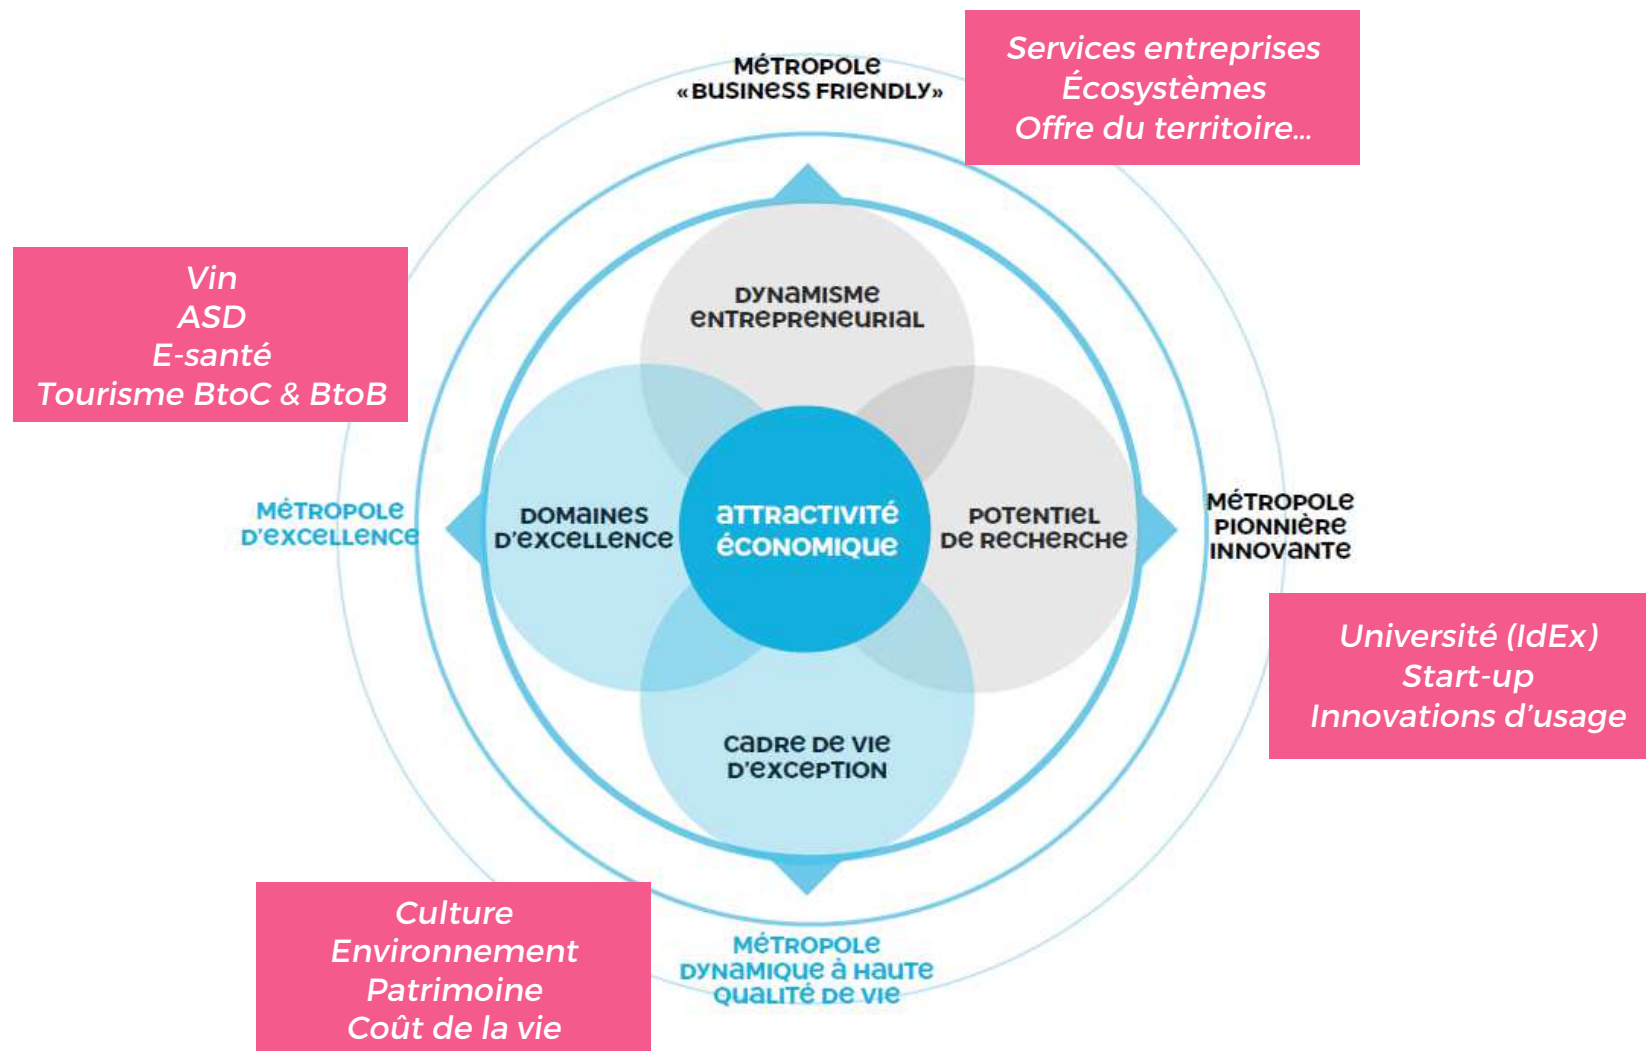 MÉTROPOLE
«BUSINESS FRIENDLY»
Services entreprises
Écosystèmes
Offre du territoire...
Vin
ASD
E-santé
Tourisme BtoC & BtoB
DYNAMISME
ENTREPRENEURIAL
MÉTROPOLE
D'EXCELLENCE
DOMAINES
D'EXCELLENCE
ATTRACTIVITÉ
ÉCONOMIQUE
POTENTIEL
DE RECHERCHE
MÉTROPOLE
PIONNIÈRE
INNOVANTE
Université (IdEx)
Start-up
Innovations d'usage
CADRE DE VIE
D'EXCEPTION
Culture
Environnement
Patrimoine
Coût de la vie
MÉTROPOLE
DYNAMIQUE À HAUTE
QUALITÉ DE VIE